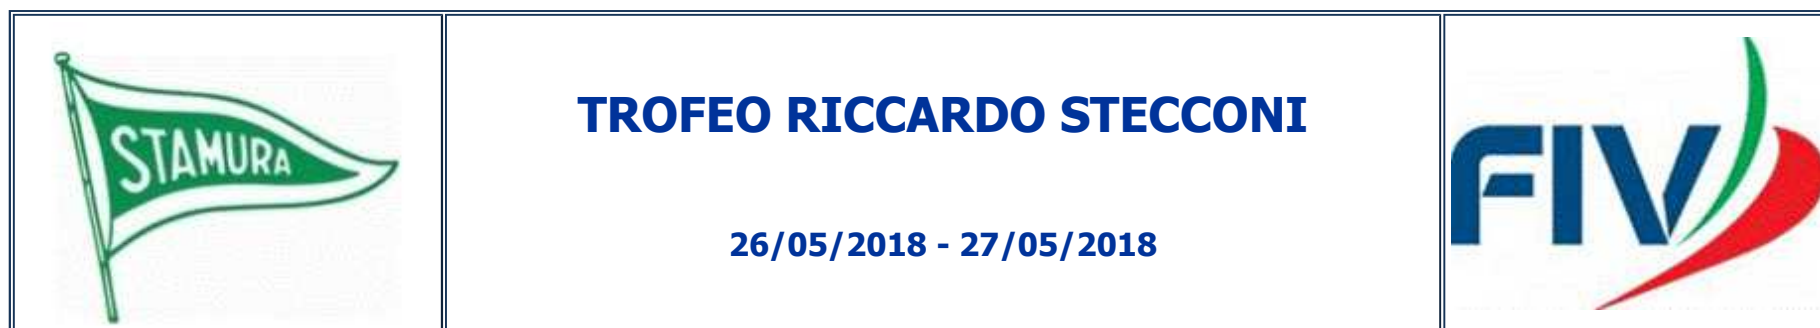 STAMURA
TROFEO RICCARDO STECCONI
26/05/2018 - 27/05/2018
FIV